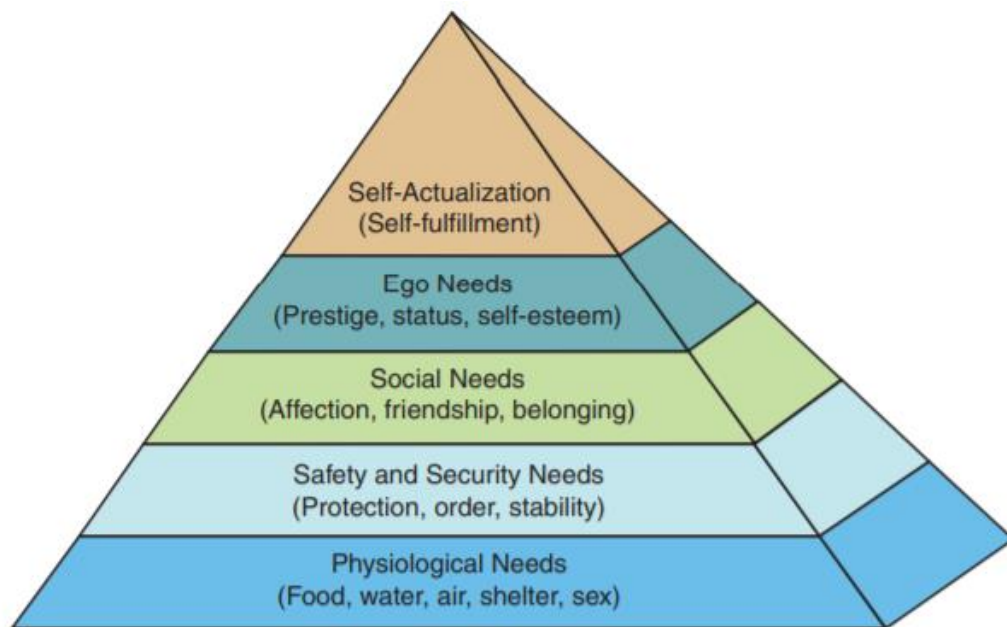 Self-Actualization
(Self-fulfillment)
Ego Needs
(Prestige, status, self-esteem)
Social Needs
(Affection, friendship, belonging)
Safety and Security Needs
(Protection, order, stability)
Physiological Needs
(Food, water, air, shelter, sex)